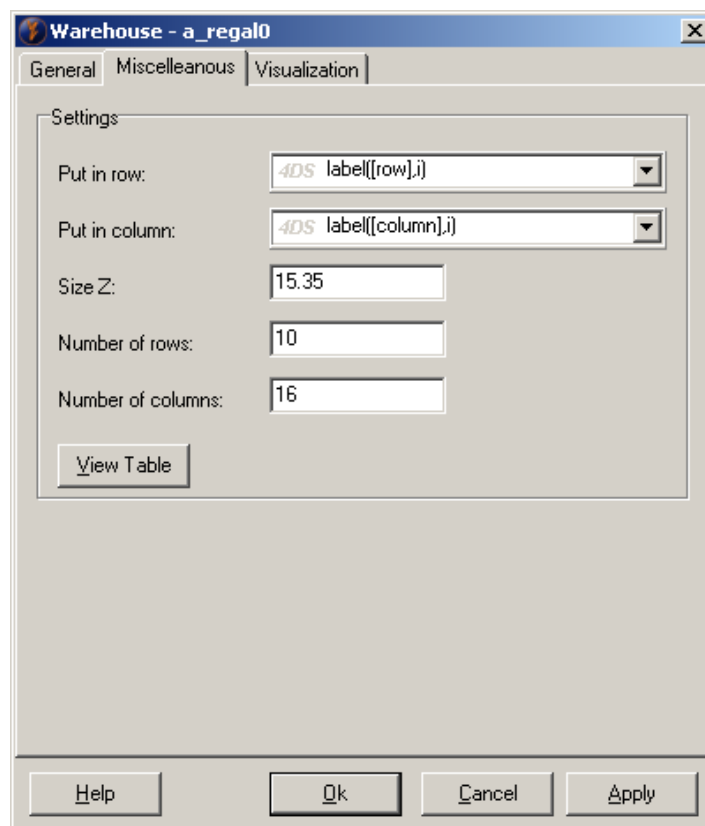 Warehouse - a_regal0
General Miscelleanous Visualization
Settings
Put in row: 4DS label([row],i)
Put in column: 4DS label([column],i)
Size Z: 15.35
Number of rows: 10
Number of columns: 16
View Table
Help Ok Cancel Apply